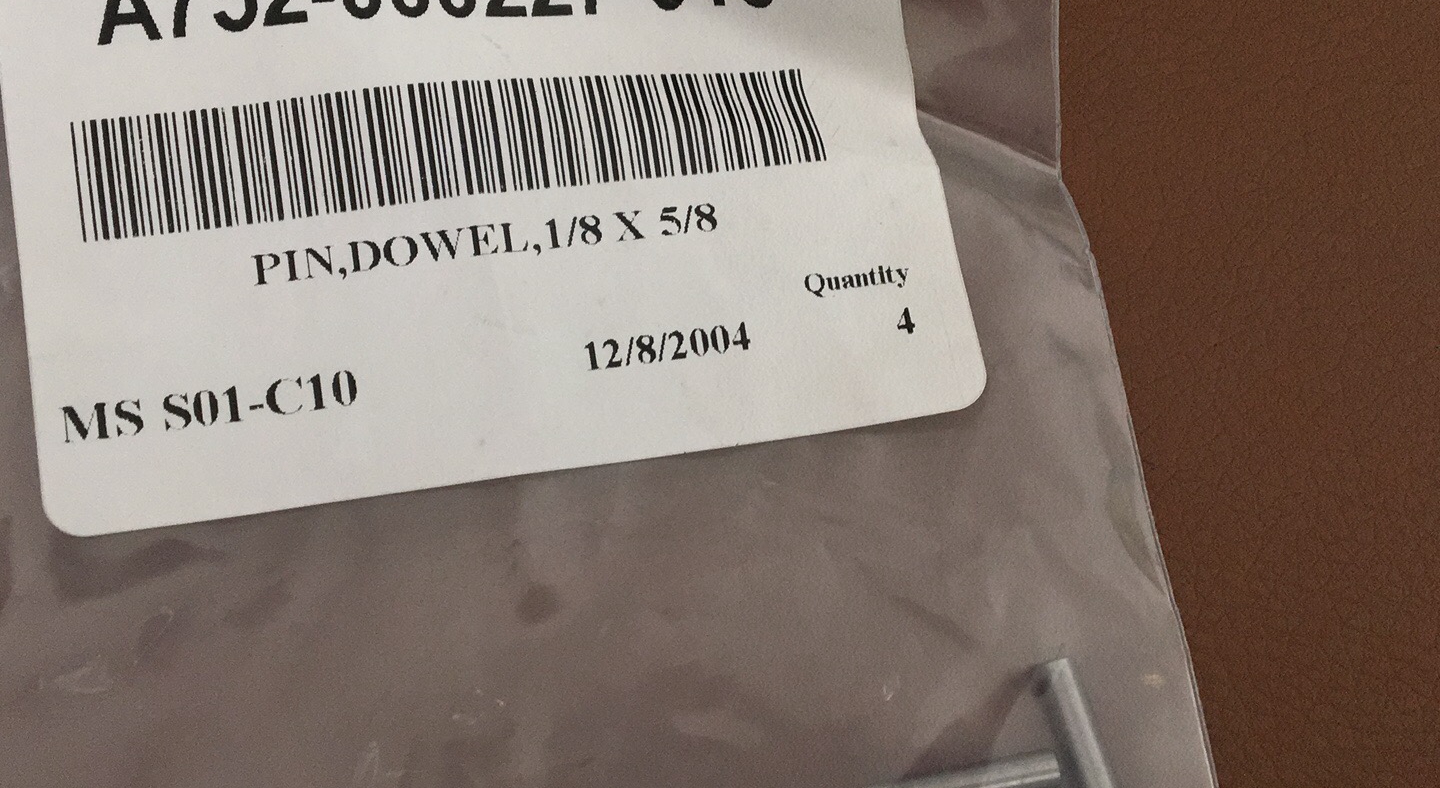 PIN,DOWEL,1/8 X 5/8
Quantity
4
12/8/2004
MS S01-C10